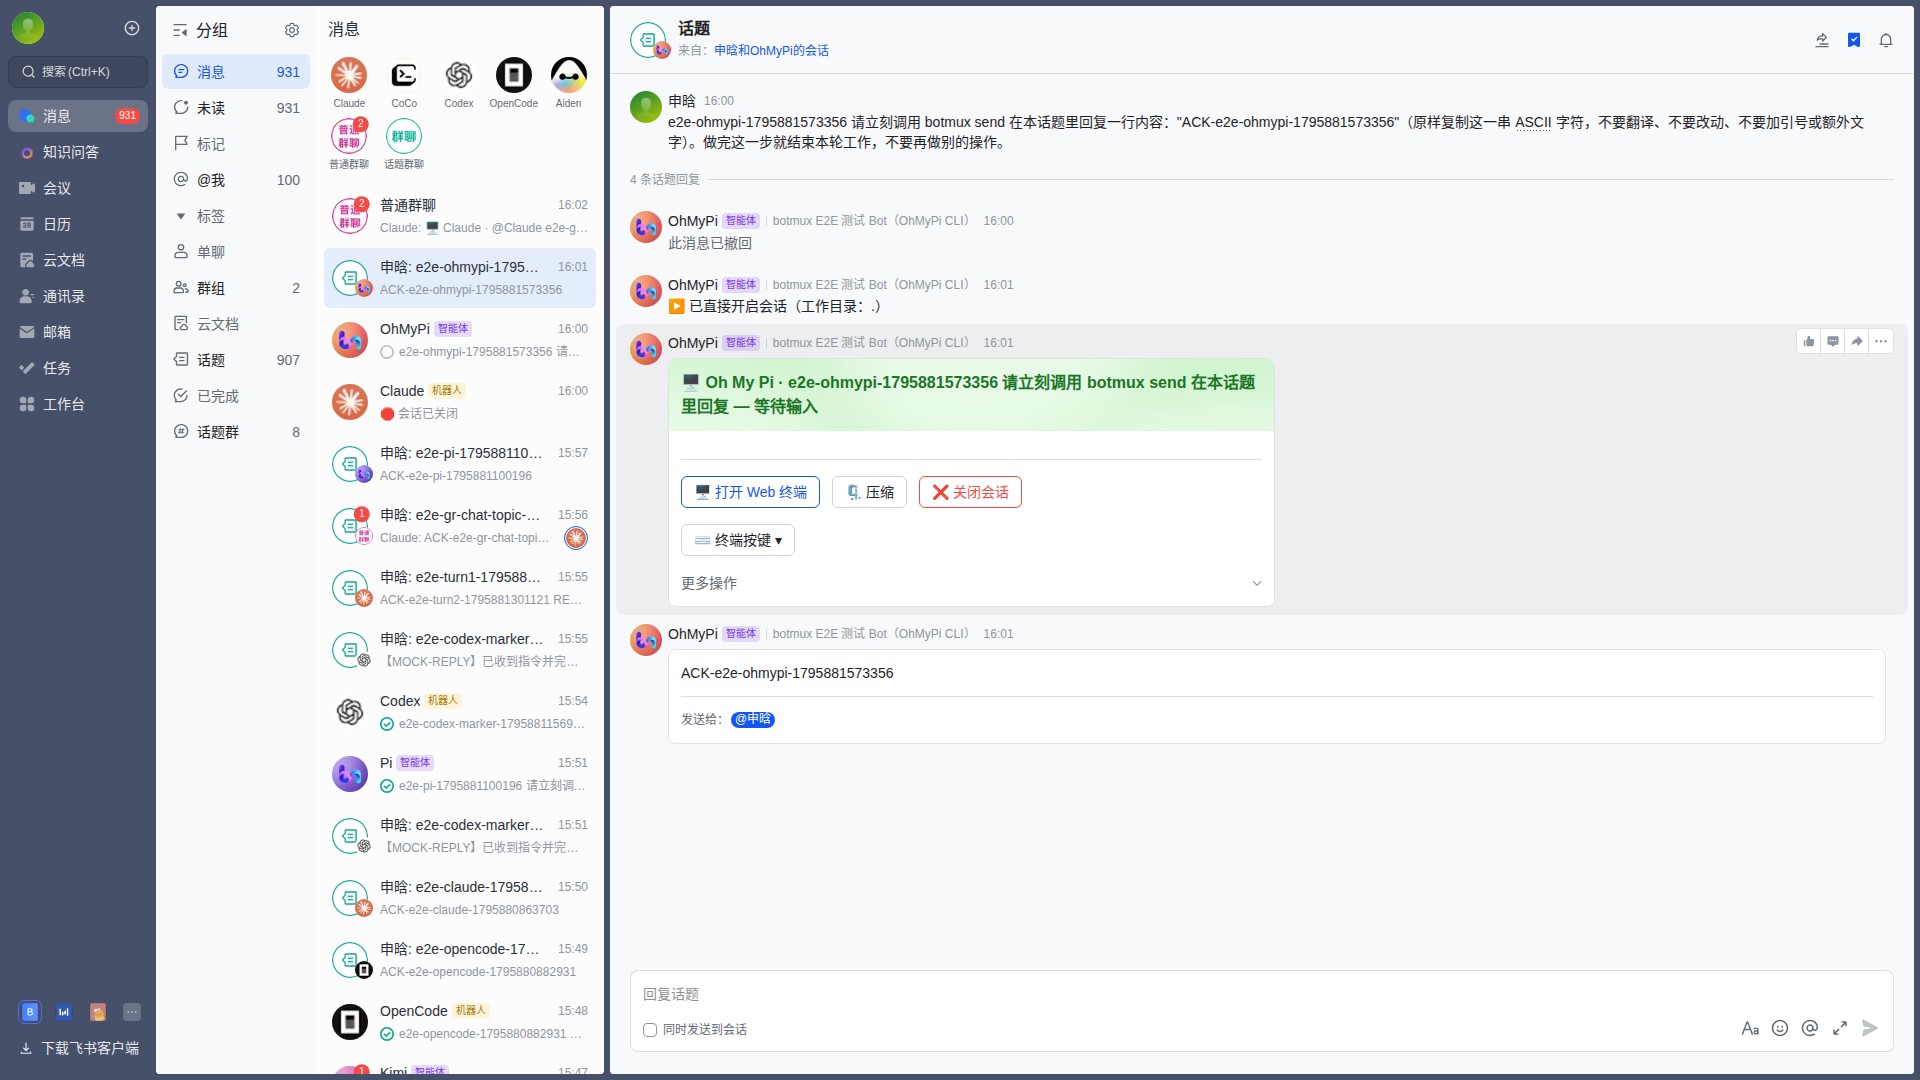 搜索 (Ctrl+K)
消息 931
知识问答
会议
日历
云文档
通讯录
邮箱
任务
工作台
B
下载飞书客户端
分组
消息 931
未读 931
标记
@我 100
标签
单聊
群组 2
云文档
话题 907
已完成
话题群 8
消息
Claude CoCo Codex OpenCode Aiden
普通群聊 2
群聊
普通群聊 话题群聊
普通群聊 2
普通群聊 16:02
Claude: 🖥️ Claude · @Claude e2e-g…
申晗: e2e-ohmypi-1795… 16:01
ACK-e2e-ohmypi-1795881573356
OhMyPi 智能体 16:00
e2e-ohmypi-1795881573356 请…
Claude 机器人 16:00
会话已关闭
申晗: e2e-pi-179588110… 15:57
ACK-e2e-pi-1795881100196
1
申晗: e2e-gr-chat-topic-… 15:56
Claude: ACK-e2e-gr-chat-topi…
申晗: e2e-turn1-179588… 15:55
ACK-e2e-turn2-1795881301121 RE…
申晗: e2e-codex-marker… 15:55
【MOCK-REPLY】已收到指令并完…
Codex 机器人 15:54
e2e-codex-marker-17958811569…
Pi 智能体 15:51
e2e-pi-1795881100196 请立刻调…
申晗: e2e-codex-marker… 15:51
【MOCK-REPLY】已收到指令并完…
申晗: e2e-claude-17958… 15:50
ACK-e2e-claude-1795880863703
申晗: e2e-opencode-17… 15:49
ACK-e2e-opencode-1795880882931
OpenCode 机器人 15:48
e2e-opencode-1795880882931 …
1
Kimi 智能体 15:47
话题
来自：申晗和OhMyPi的会话
申晗 16:00
e2e-ohmypi-1795881573356 请立刻调用 botmux send 在本话题里回复一行内容："ACK-e2e-ohmypi-1795881573356"（原样复制这一串 ASCII 字符，不要翻译、不要改动、不要加引号或额外文
字）。做完这一步就结束本轮工作，不要再做别的操作。
4 条话题回复
OhMyPi 智能体 botmux E2E 测试 Bot（OhMyPi CLI） 16:00
此消息已撤回
OhMyPi 智能体 botmux E2E 测试 Bot（OhMyPi CLI） 16:01
▶️ 已直接开启会话（工作目录：.）
OhMyPi 智能体 botmux E2E 测试 Bot（OhMyPi CLI） 16:01
🖥️ Oh My Pi · e2e-ohmypi-1795881573356 请立刻调用 botmux send 在本话题
里回复 — 等待输入
🖥️ 打开 Web 终端 🗜️ 压缩 ❌ 关闭会话
⌨️ 终端按键 ▾
更多操作
OhMyPi 智能体 botmux E2E 测试 Bot（OhMyPi CLI） 16:01
ACK-e2e-ohmypi-1795881573356
发送给： @申晗
回复话题
同时发送到会话
Aa